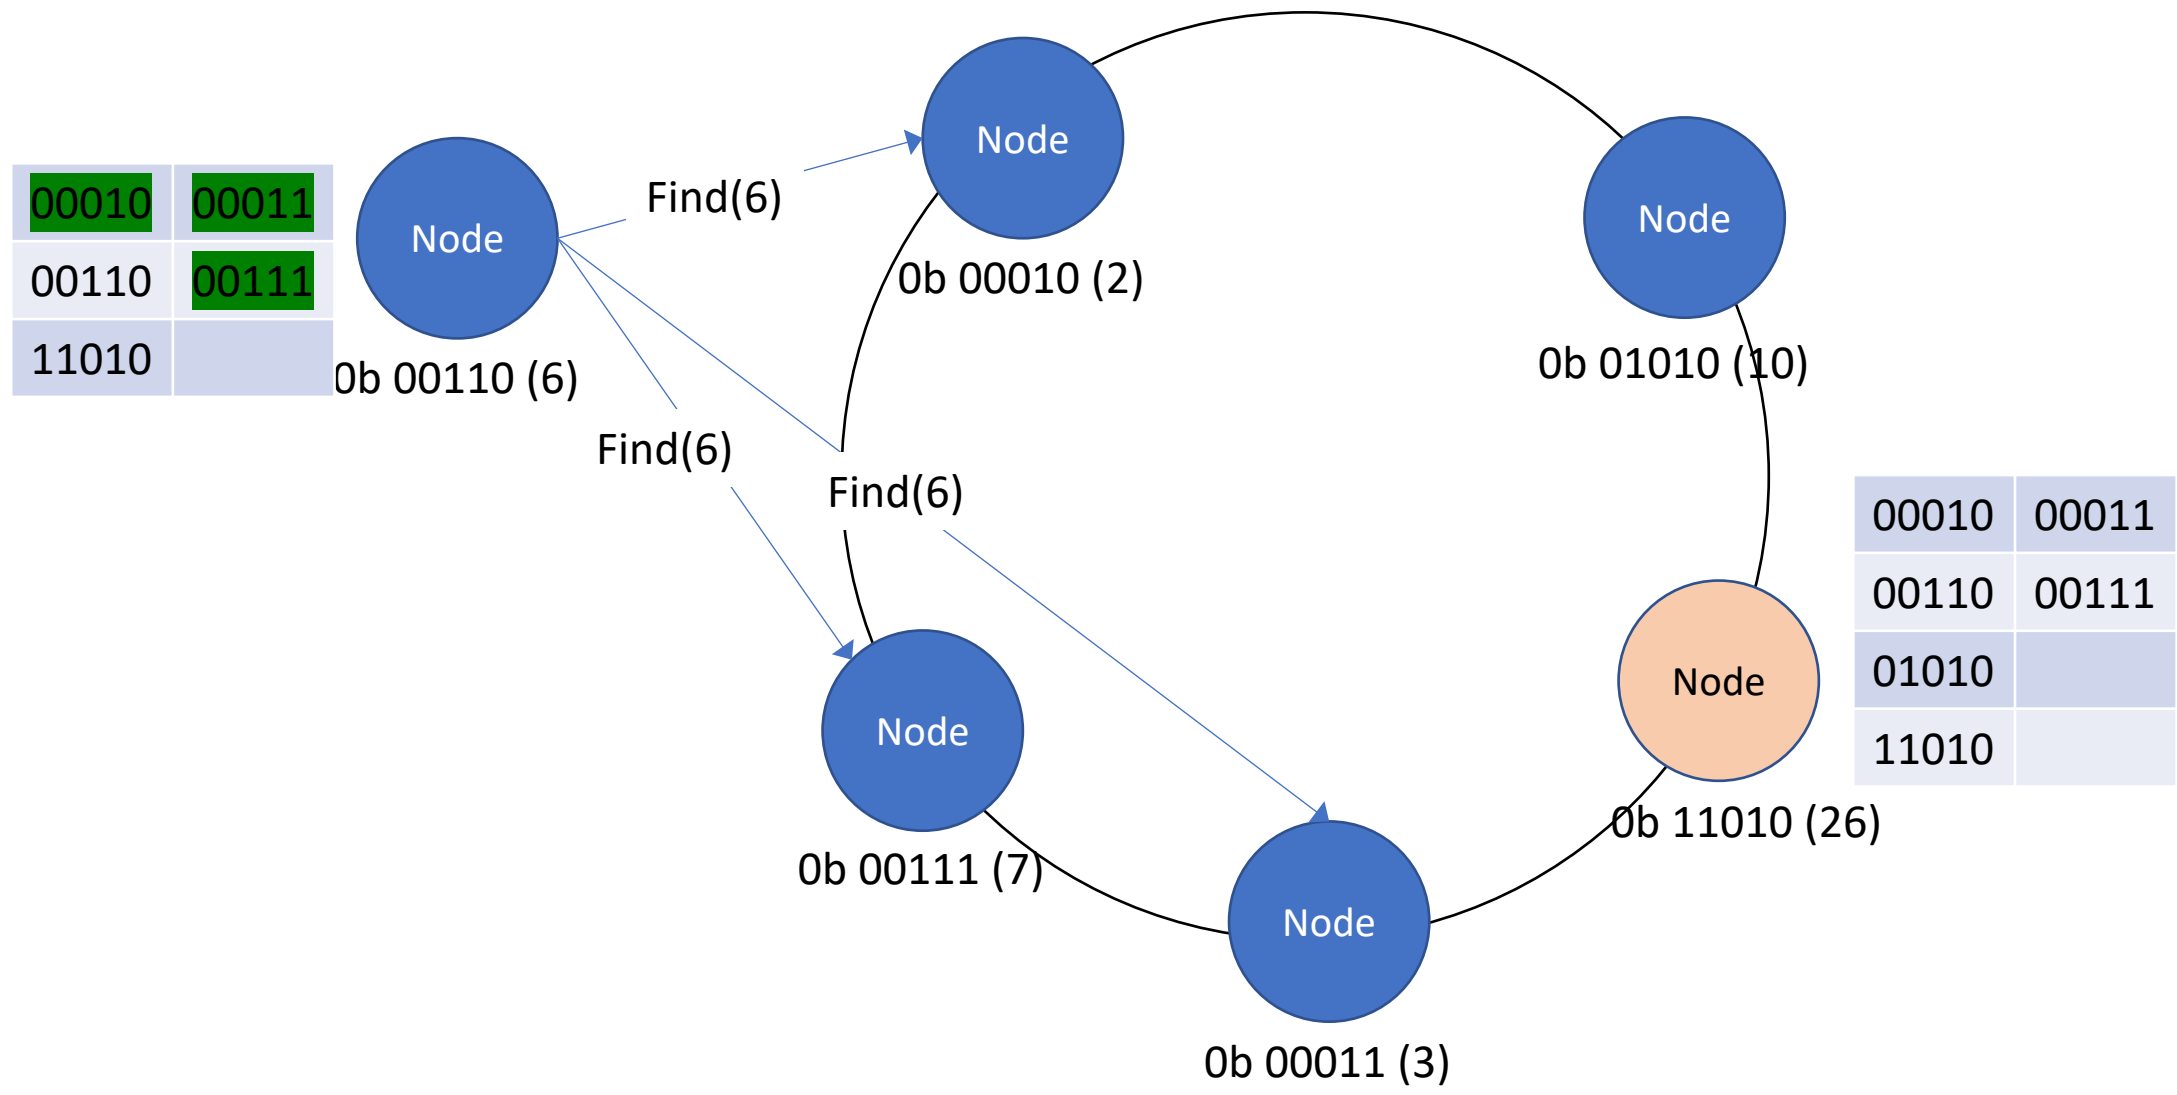 Node
Node
Find(6)
00010 00011
Node
Node
00110 00111
0b 00010 (2)
11010
0b 00110 (6)
0b 01010 (10)
Find(6)
Find(6)
00010 00011
00110 00111
01010
Node
Node
11010
0b 11010 (26)
0b 00111 (7)
Node
0b 00011 (3)